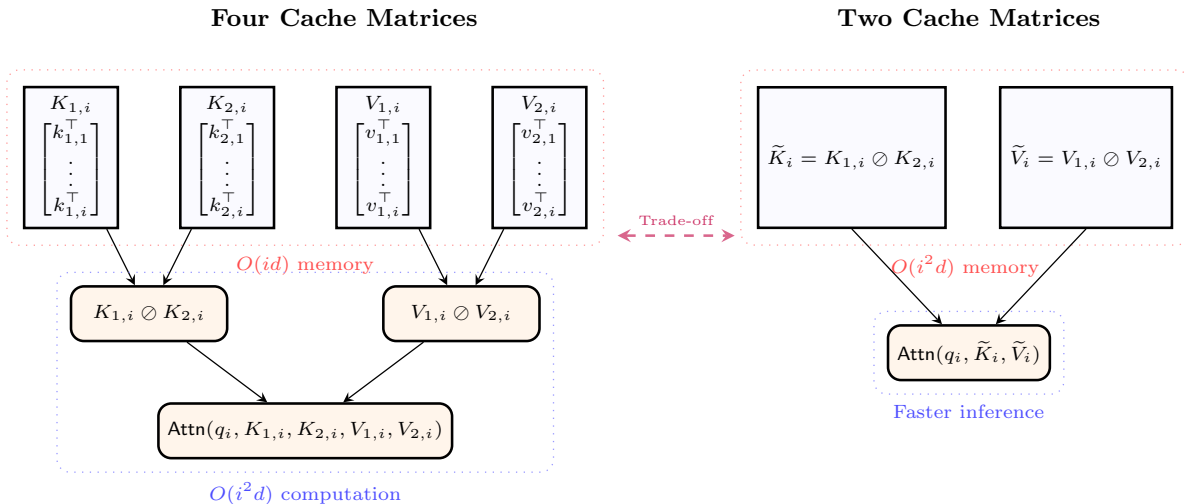 Four Cache Matrices
Two Cache Matrices
K_{1,i}
[k_{1,1}^⊤ ⋮ k_{1,i}^⊤]
K_{2,i}
[k_{2,1}^⊤ ⋮ k_{2,i}^⊤]
V_{1,i}
[v_{1,1}^⊤ ⋮ v_{1,i}^⊤]
V_{2,i}
[v_{2,1}^⊤ ⋮ v_{2,i}^⊤]
K̃_i = K_{1,i} ⊘ K_{2,i}
Ṽ_i = V_{1,i} ⊘ V_{2,i}
Trade-off
O(id) memory
O(i²d) memory
K_{1,i} ⊘ K_{2,i}
V_{1,i} ⊘ V_{2,i}
Attn(q_i, K̃_i, Ṽ_i)
Faster inference
Attn(q_i, K_{1,i}, K_{2,i}, V_{1,i}, V_{2,i})
O(i²d) computation